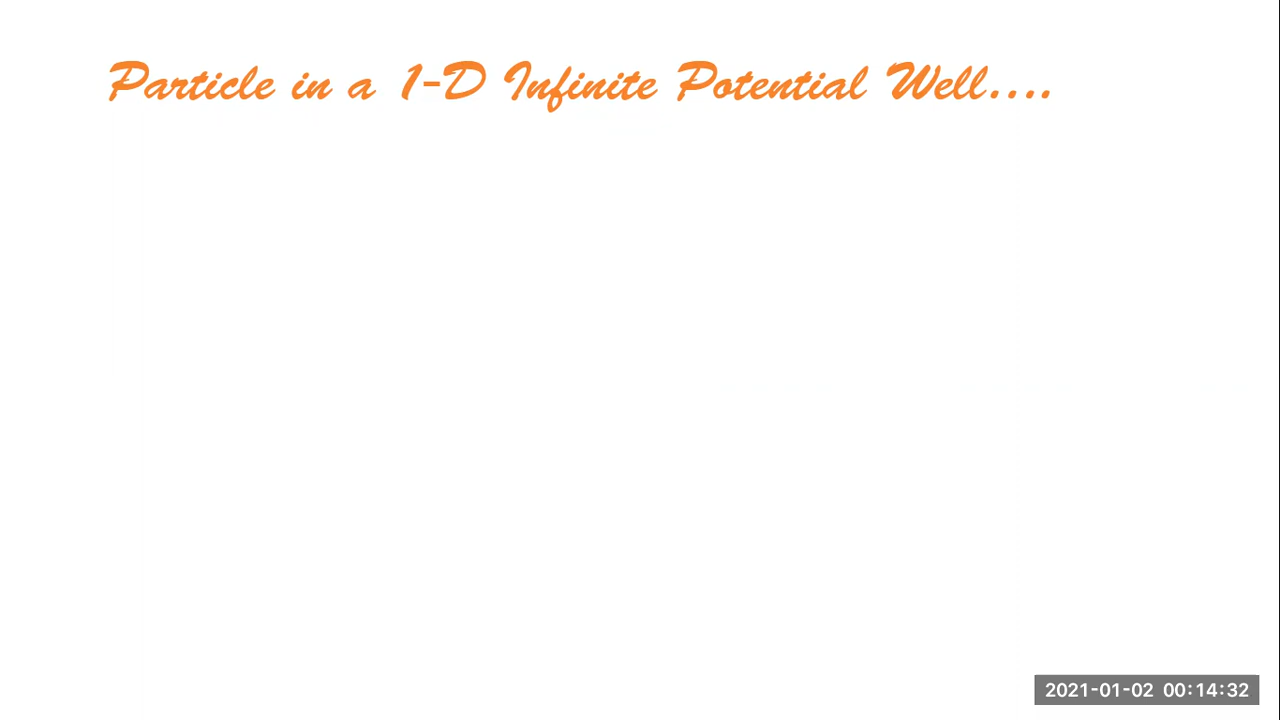 Particle in a 1-D Infinite Potential Well....
2021-01-02 00:14:32